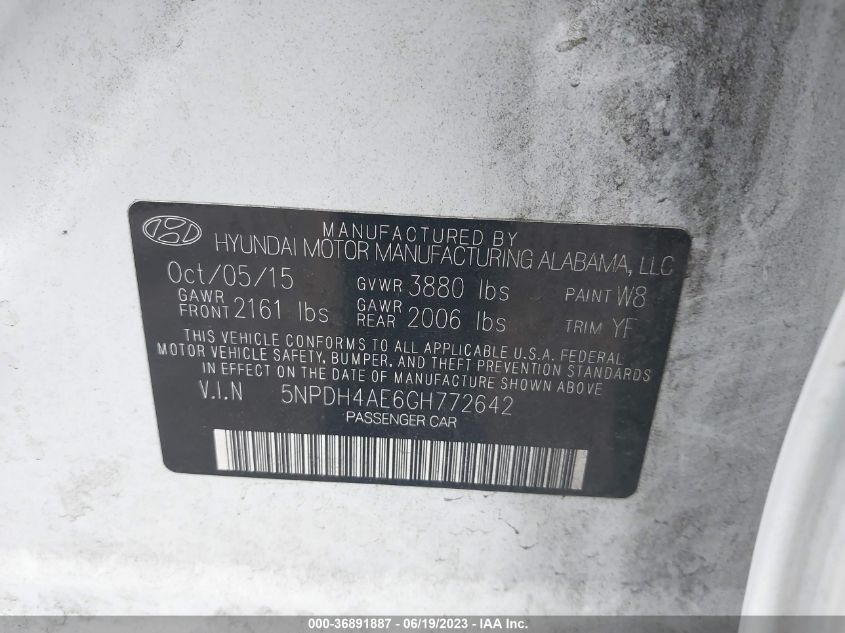 MANUFACTURED BY
HYUNDAI MOTOR MANUFACTURING ALABAMA, LLC
Oct/05/15 GVWR 3880 lbs PAINT W8
GAWR FRONT 2161 lbs GAWR REAR 2006 lbs TRIM YF
THIS VEHICLE CONFORMS TO ALL APPLICABLE U.S.A. FEDERAL
MOTOR VEHICLE SAFETY, BUMPER, AND THEFT PREVENTION STANDARDS
IN EFFECT ON THE DATE OF MANUFACTURE SHOWN ABOVE
V.I.N 5NPDH4AE6GH772642
PASSENGER CAR
000-36891887 - 06/19/2023 - IAA Inc.